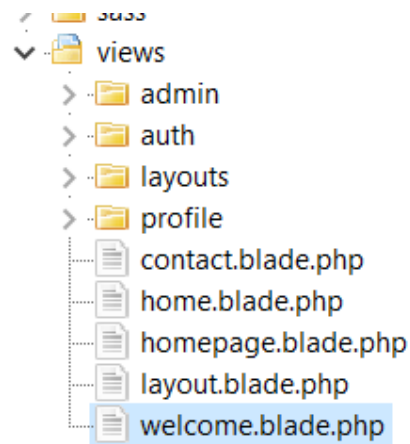 sass
views
admin
auth
layouts
profile
contact.blade.php
home.blade.php
homepage.blade.php
layout.blade.php
welcome.blade.php